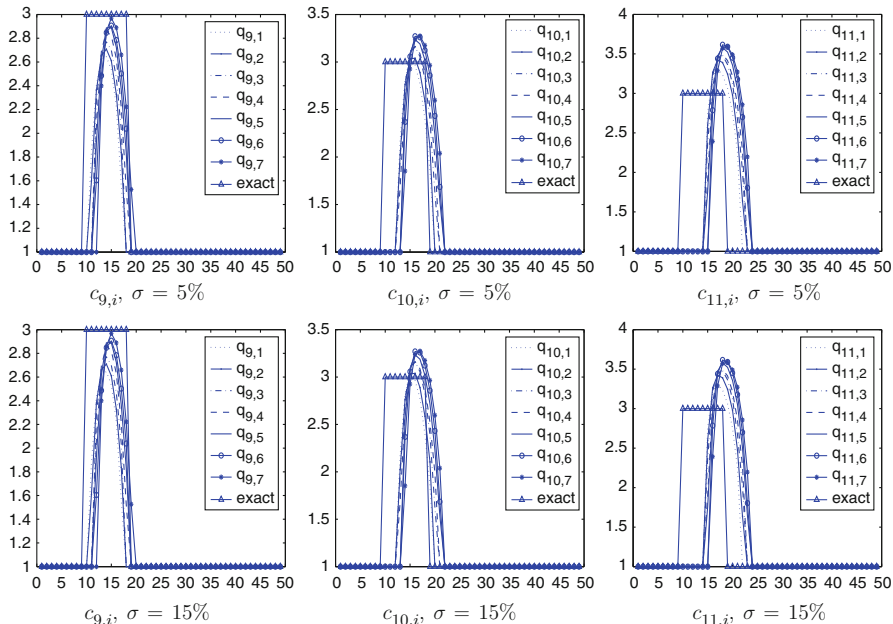 3
2.8
2.6
2.4
2.2
2
1.8
1.6
1.4
1.2
1
0 5 10 15 20 25 30 35 40 45 50
q9,1
q9,2
q9,3
q9,4
q9,5
q9,6
q9,7
exact
c9,i, σ = 5%
3.5
3
2.5
2
1.5
1
0 5 10 15 20 25 30 35 40 45 50
q10,1
q10,2
q10,3
q10,4
q10,5
q10,6
q10,7
exact
c10,i, σ = 5%
4
3.5
3
2.5
2
1.5
1
0 5 10 15 20 25 30 35 40 45 50
q11,1
q11,2
q11,3
q11,4
q11,5
q11,6
q11,7
exact
c11,i, σ = 5%
3
2.8
2.6
2.4
2.2
2
1.8
1.6
1.4
1.2
1
0 5 10 15 20 25 30 35 40 45 50
q9,1
q9,2
q9,3
q9,4
q9,5
q9,6
q9,7
exact
c9,i, σ = 15%
3.5
3
2.5
2
1.5
1
0 5 10 15 20 25 30 35 40 45 50
q10,1
q10,2
q10,3
q10,4
q10,5
q10,6
q10,7
exact
c10,i, σ = 15%
4
3.5
3
2.5
2
1.5
1
0 5 10 15 20 25 30 35 40 45 50
q11,1
q11,2
q11,3
q11,4
q11,5
q11,6
q11,7
exact
c11,i, σ = 15%